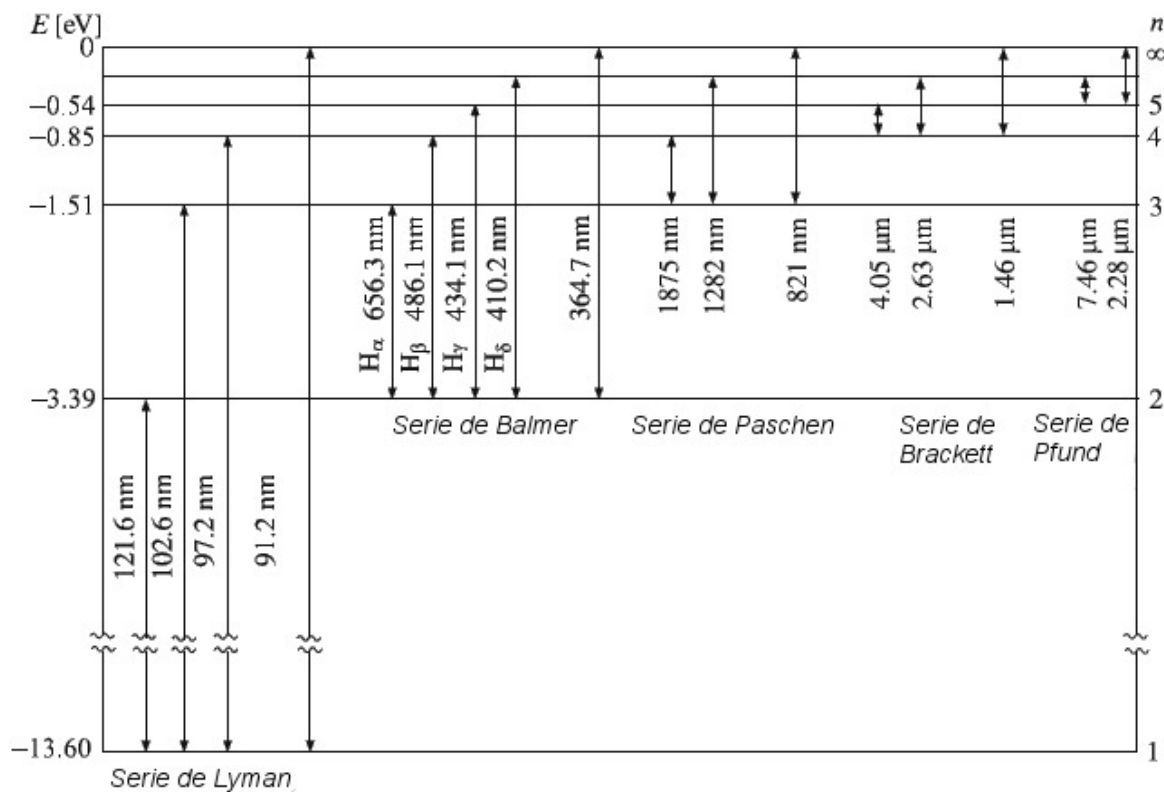 E [eV]
n
0
∞
−0.54
5
−0.85
4
−1.51
3
Hα 656.3 nm
Hβ 486.1 nm
Hγ 434.1 nm
Hδ 410.2 nm
364.7 nm
1875 nm
1282 nm
821 nm
4.05 μm
2.63 μm
1.46 μm
7.46 μm
2.28 μm
−3.39
2
Serie de Balmer
Serie de Paschen
Serie de
Brackett
Serie de
Pfund
121.6 nm
102.6 nm
97.2 nm
91.2 nm
−13.60
1
Serie de Lyman